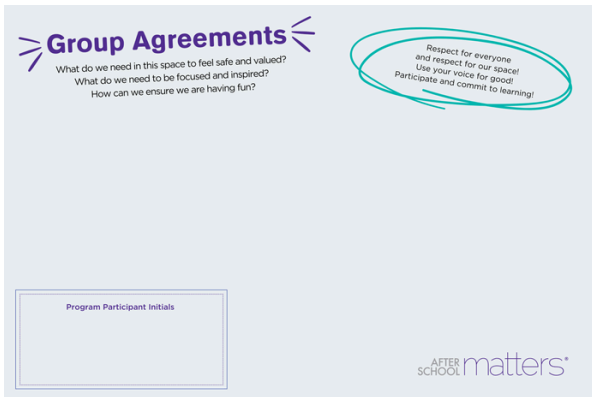 Group Agreements
What do we need in this space to feel safe and valued?
What do we need to be focused and inspired?
How can we ensure we are having fun?
Respect for everyone
and respect for our space!
Use your voice for good!
Participate and commit to learning!
Program Participant Initials
AFTER
SCHOOL matters®